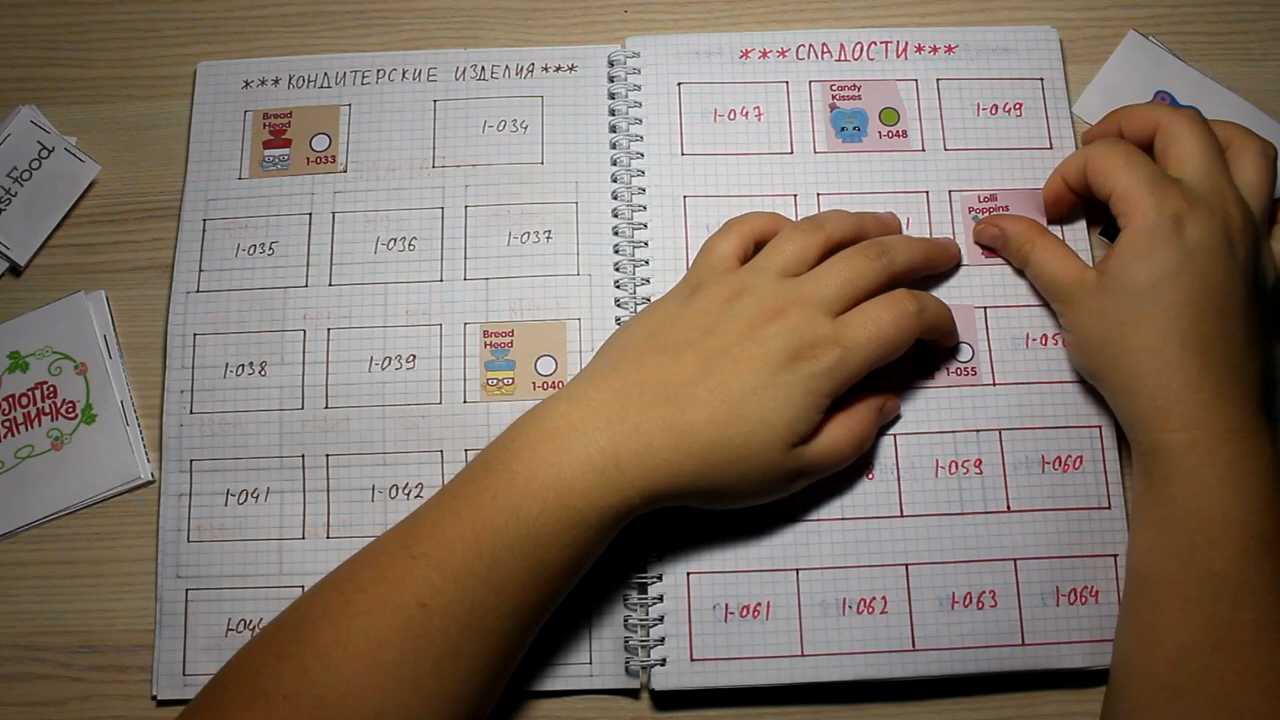 ***КОНДИТЕРСКИЕ ИЗДЕЛИЯ***
Bread
Head
1-033
1-034
1-035
1-036
1-037
1-038
1-039
Bread
Head
1-040
1-041
1-042
***СЛАДОСТИ***
1-047
Candy
Kisses
1-048
1-049
Lolli
Poppins
1-055
1-059
1-060
1-061
1-062
1-063
1-064